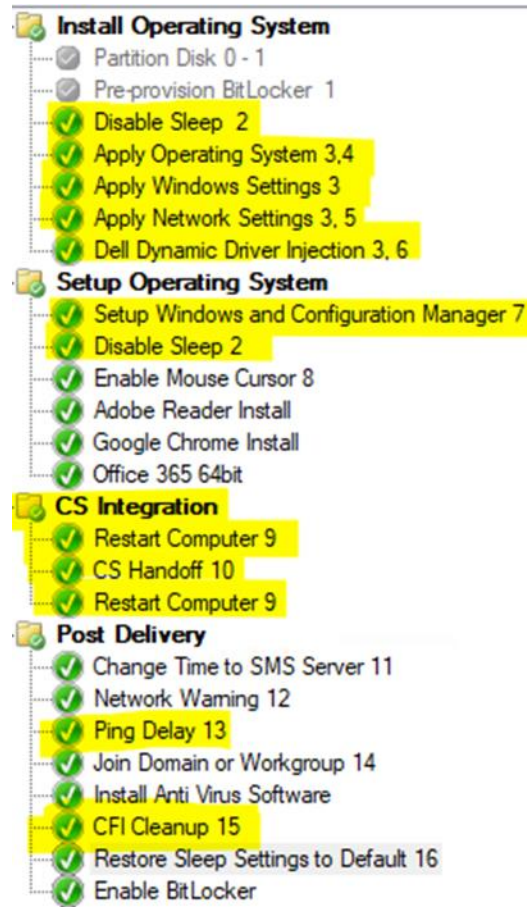 Install Operating System
Partition Disk 0 - 1
Pre-provision BitLocker 1
Disable Sleep 2
Apply Operating System 3,4
Apply Windows Settings 3
Apply Network Settings 3, 5
Dell Dynamic Driver Injection 3, 6
Setup Operating System
Setup Windows and Configuration Manager 7
Disable Sleep 2
Enable Mouse Cursor 8
Adobe Reader Install
Google Chrome Install
Office 365 64bit
CS Integration
Restart Computer 9
CS Handoff 10
Restart Computer 9
Post Delivery
Change Time to SMS Server 11
Network Warning 12
Ping Delay 13
Join Domain or Workgroup 14
Install Anti Virus Software
CFI Cleanup 15
Restore Sleep Settings to Default 16
Enable BitLocker